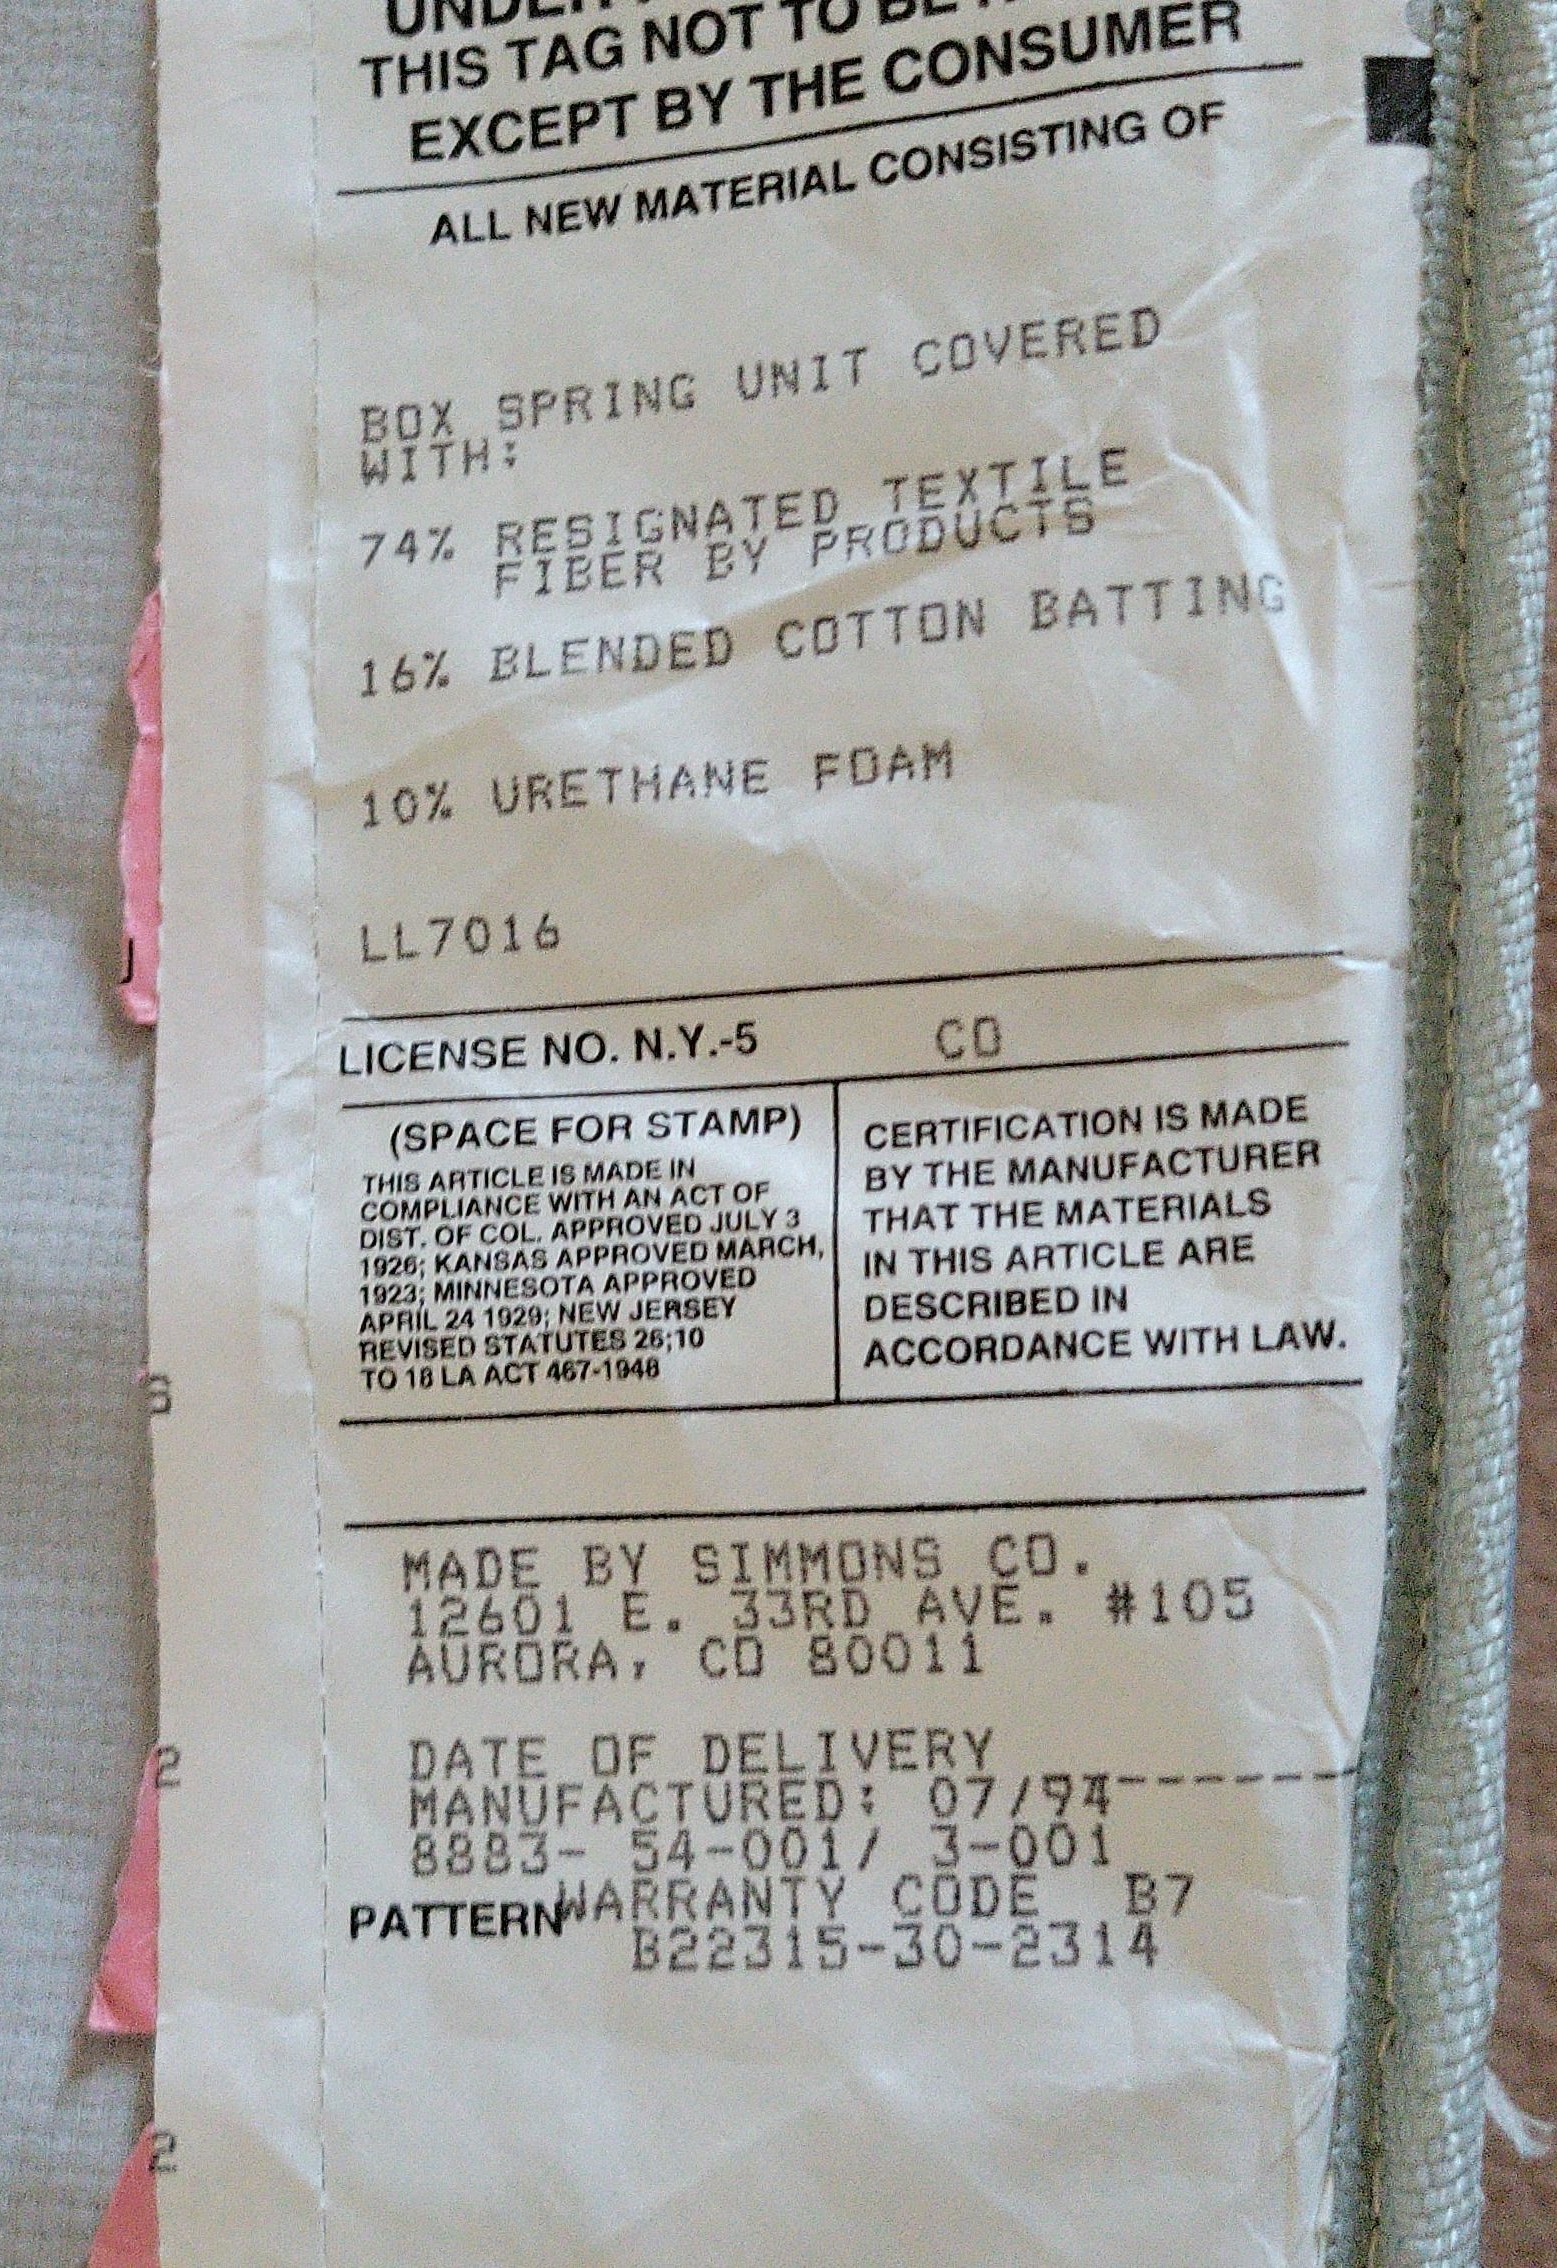 THIS TAG NOT TO BE
EXCEPT BY THE CONSUMER
ALL NEW MATERIAL CONSISTING OF
BOX SPRING UNIT COVERED
WITH:
74% RESIGNATED TEXTILE
FIBER BY PRODUCTS
16% BLENDED COTTON BATTING
10% URETHANE FOAM
LL7016
LICENSE NO. N.Y.-5 CO
(SPACE FOR STAMP)
THIS ARTICLE IS MADE IN
COMPLIANCE WITH AN ACT OF
DIST. OF COL. APPROVED JULY 3
1926; KANSAS APPROVED MARCH,
1923; MINNESOTA APPROVED
APRIL 24 1929; NEW JERSEY
REVISED STATUTES 26;10
TO 18 LA ACT 467-1948
CERTIFICATION IS MADE
BY THE MANUFACTURER
THAT THE MATERIALS
IN THIS ARTICLE ARE
DESCRIBED IN
ACCORDANCE WITH LAW.
MADE BY SIMMONS CO.
12601 E. 33RD AVE. #105
AURORA, CO 80011
DATE OF DELIVERY
MANUFACTURED: 07/94
8883- 54-001/ 3-001
PATTERN WARRANTY CODE B7
B22315-30-2314
2
2